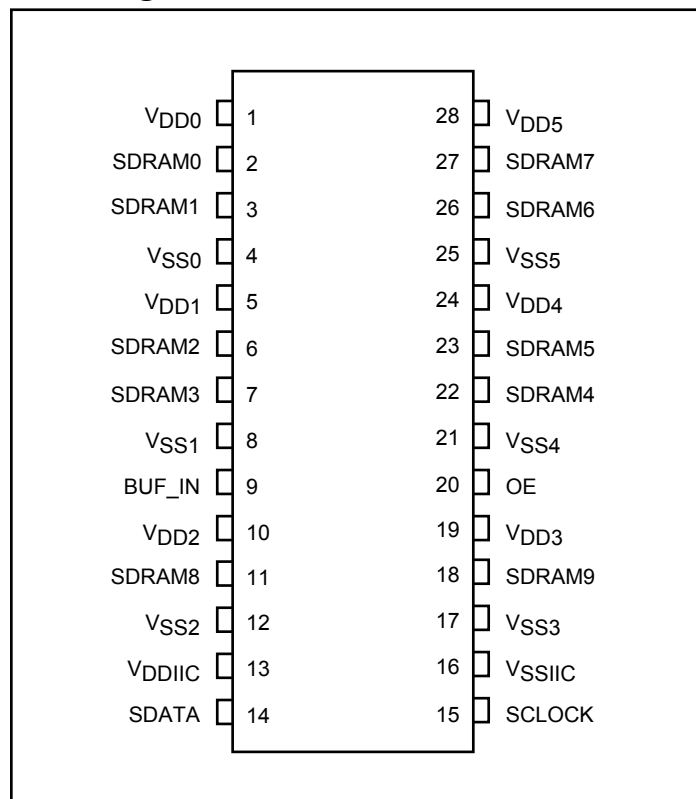 VDD0 1 28 VDD5
SDRAM0 2 27 SDRAM7
SDRAM1 3 26 SDRAM6
VSS0 4 25 VSS5
VDD1 5 24 VDD4
SDRAM2 6 23 SDRAM5
SDRAM3 7 22 SDRAM4
VSS1 8 21 VSS4
BUF_IN 9 20 OE
VDD2 10 19 VDD3
SDRAM8 11 18 SDRAM9
VSS2 12 17 VSS3
VDDIIC 13 16 VSSIIC
SDATA 14 15 SCLOCK